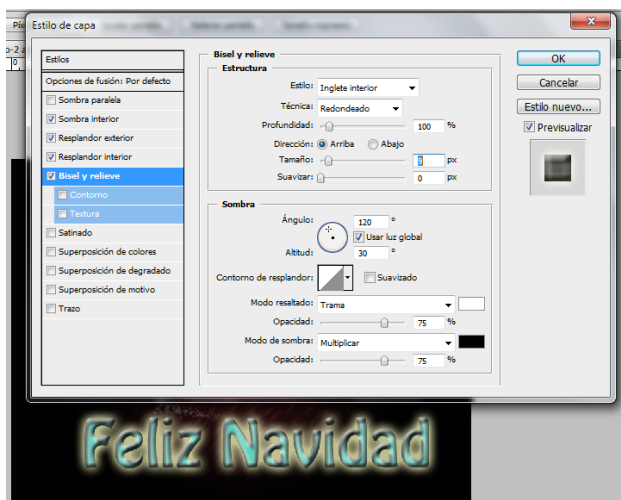 Estilo de capa
Estilos
Opciones de fusión: Por defecto
Sombra paralela
Sombra interior
Resplandor exterior
Resplandor interior
Bisel y relieve
Contorno
Textura
Satinado
Superposición de colores
Superposición de degradado
Superposición de motivo
Trazo
Bisel y relieve
Estructura
Estilo: Inglete interior
Técnica: Redondeado
Profundidad: 100 %
Dirección: Arriba Abajo
Tamaño: 9 px
Suavizar: 0 px
Sombra
Ángulo: 120 °
Usar luz global
Altitud: 30 °
Contorno de resplandor: Suavizado
Modo resaltado: Trama
Opacidad: 75 %
Modo de sombra: Multiplicar
Opacidad: 75 %
OK
Cancelar
Estilo nuevo...
Previsualizar
Feliz Navidad